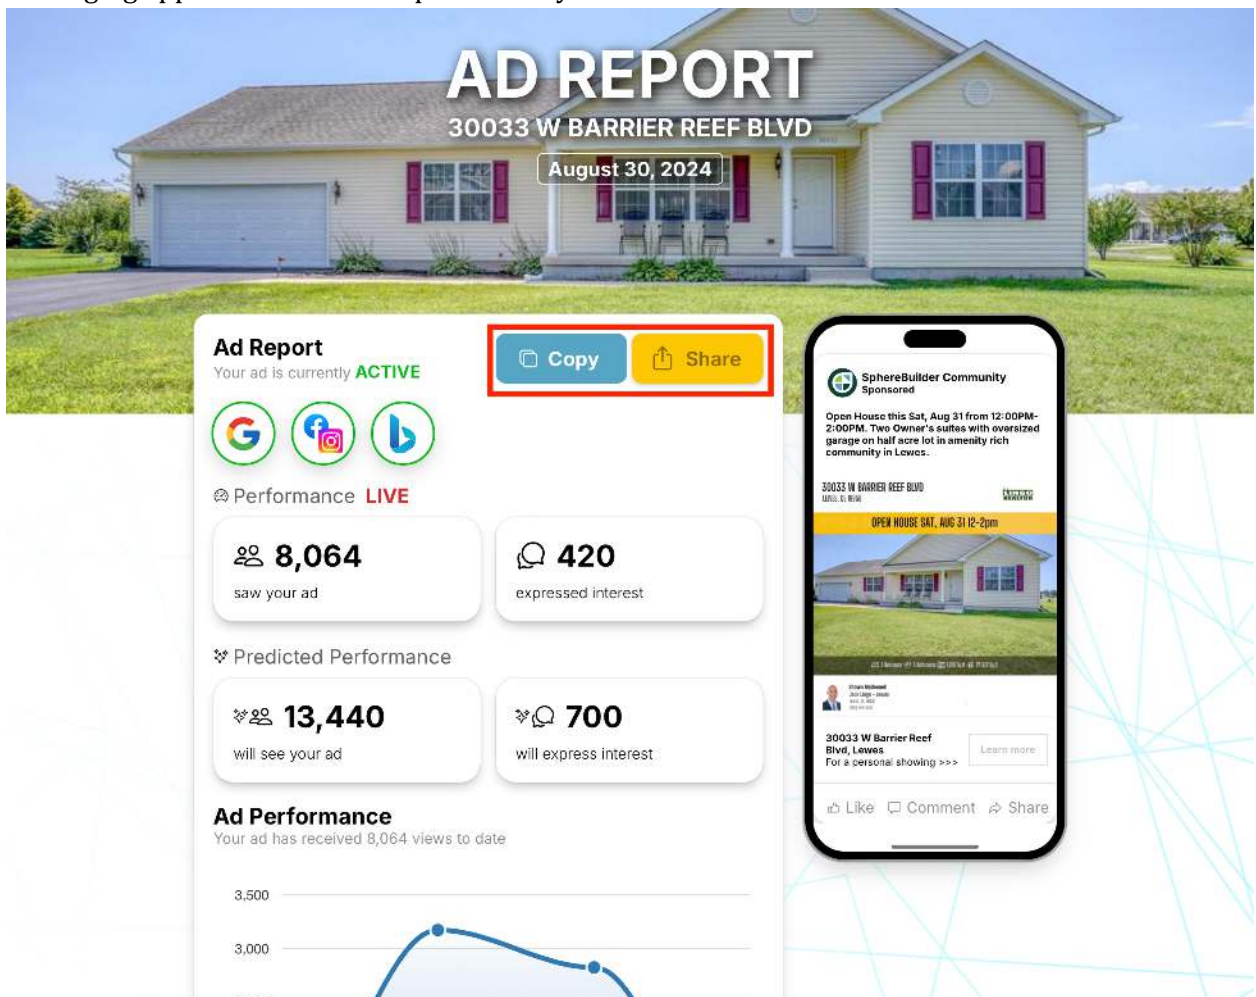 AD REPORT
30033 W BARRIER REEF BLVD
August 30, 2024
Ad Report
Your ad is currently ACTIVE
Copy
Share
Performance LIVE
8,064
saw your ad
420
expressed interest
Predicted Performance
13,440
will see your ad
700
will express interest
Ad Performance
Your ad has received 8,064 views to date
3,500
3,000
SphereBuilder Community
Sponsored
Open House this Sat, Aug 31 from 12:00PM-
2:00PM. Two Owner's suites with oversized
garage on half acre lot in amenity rich
community in Lewes.
30033 W BARRIER REEF BLVD
OPEN HOUSE SAT, AUG 31 12-2pm
30033 W Barrier Reef
Blvd, Lewes
For a personal showing >>>
Learn more
Like
Comment
Share